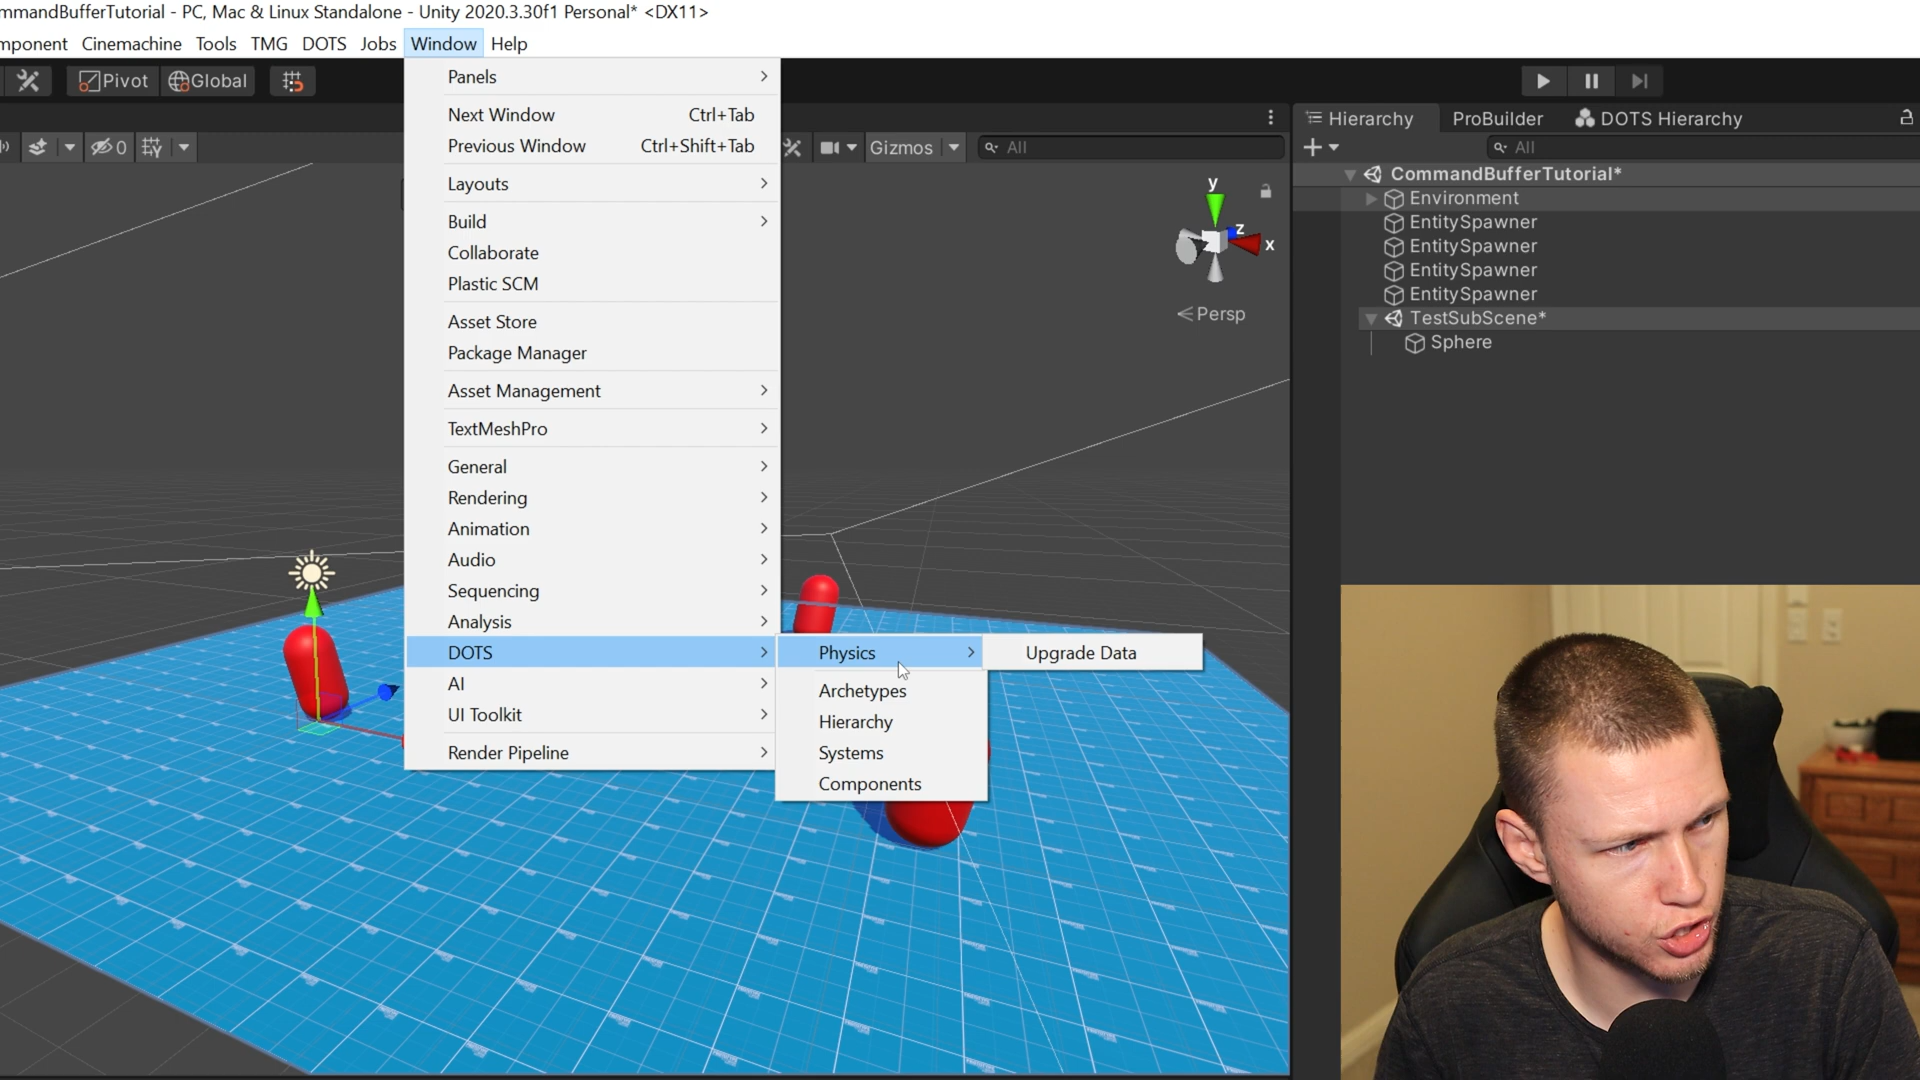 mmandBufferTutorial - PC, Mac & Linux Standalone - Unity 2020.3.30f1 Personal* <DX11>
mponent Cinemachine Tools TMG DOTS Jobs Window Help
Pivot Global
Panels
Next Window Ctrl+Tab
Previous Window Ctrl+Shift+Tab
Layouts
Build
Collaborate
Plastic SCM
Asset Store
Package Manager
Asset Management
TextMeshPro
General
Rendering
Animation
Audio
Sequencing
Analysis
DOTS
AI
UI Toolkit
Render Pipeline
Physics
Archetypes
Hierarchy
Systems
Components
Upgrade Data
0
Gizmos All
y
z
x
Persp
Hierarchy ProBuilder DOTS Hierarchy
All
CommandBufferTutorial*
Environment
EntitySpawner
EntitySpawner
EntitySpawner
EntitySpawner
TestSubScene*
Sphere